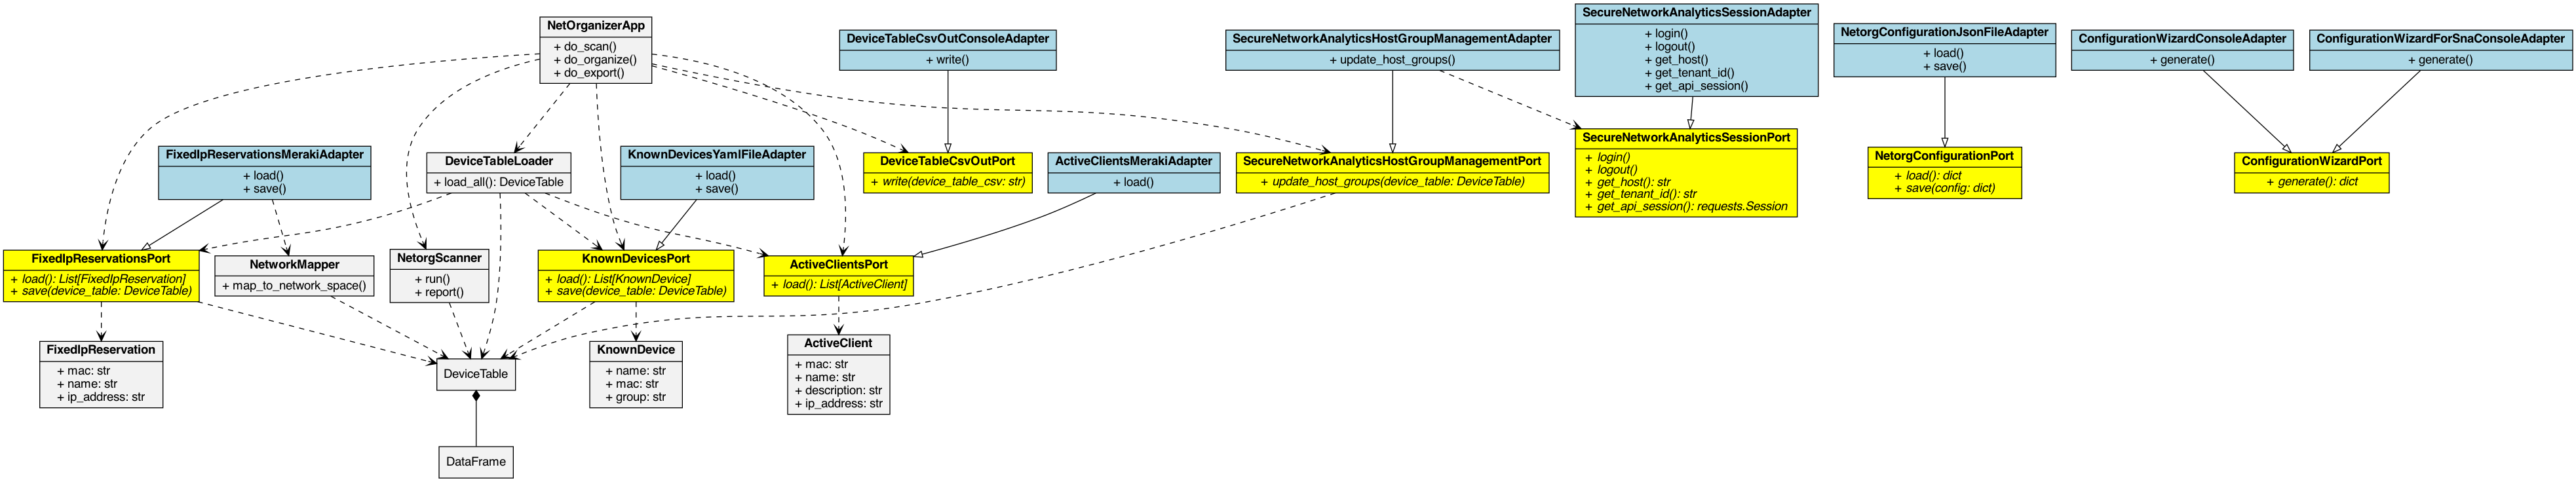 NetOrganizerApp
+ do_scan()
+ do_organize()
+ do_export()
DeviceTableCsvOutConsoleAdapter
+ write()
SecureNetworkAnalyticsHostGroupManagementAdapter
+ update_host_groups()
SecureNetworkAnalyticsSessionAdapter
+ login()
+ logout()
+ get_host()
+ get_tenant_id()
+ get_api_session()
NetorgConfigurationJsonFileAdapter
+ load()
+ save()
ConfigurationWizardConsoleAdapter
+ generate()
ConfigurationWizardForSnaConsoleAdapter
+ generate()
FixedIpReservationsMerakiAdapter
+ load()
+ save()
DeviceTableLoader
+ load_all(): DeviceTable
KnownDevicesYamlFileAdapter
+ load()
+ save()
DeviceTableCsvOutPort
+ write(device_table_csv: str)
ActiveClientsMerakiAdapter
+ load()
SecureNetworkAnalyticsHostGroupManagementPort
+ update_host_groups(device_table: DeviceTable)
SecureNetworkAnalyticsSessionPort
+ login()
+ logout()
+ get_host(): str
+ get_tenant_id(): str
+ get_api_session(): requests.Session
NetorgConfigurationPort
+ load(): dict
+ save(config: dict)
ConfigurationWizardPort
+ generate(): dict
FixedIpReservationsPort
+ load(): List[FixedIpReservation]
+ save(device_table: DeviceTable)
NetworkMapper
+ map_to_network_space()
NetorgScanner
+ run()
+ report()
KnownDevicesPort
+ load(): List[KnownDevice]
+ save(device_table: DeviceTable)
ActiveClientsPort
+ load(): List[ActiveClient]
FixedIpReservation
+ mac: str
+ name: str
+ ip_address: str
DeviceTable
KnownDevice
+ name: str
+ mac: str
+ group: str
ActiveClient
+ mac: str
+ name: str
+ description: str
+ ip_address: str
DataFrame